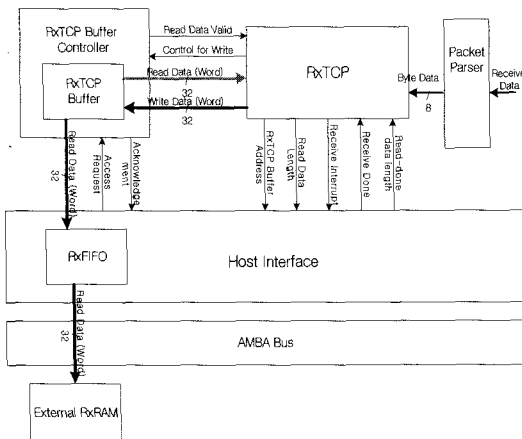 RxTCP Buffer
Controller
RxTCP
Buffer
Read Data Valid
Control for Write
Read Data (Word)
32
Write Data (Word)
32
RxTCP
Byte Data
8
Packet
Parser
Receive
Data
Read Data (Word)
32
Access
Request
Acknowledge
ment
RxTCP Buffer
Address
Read Data
Length
Receive Interrupt
Receive Done
Read-done
data length
RxFIFO
Host Interface
Read Data (Word)
32
AMBA Bus
External RxRAM